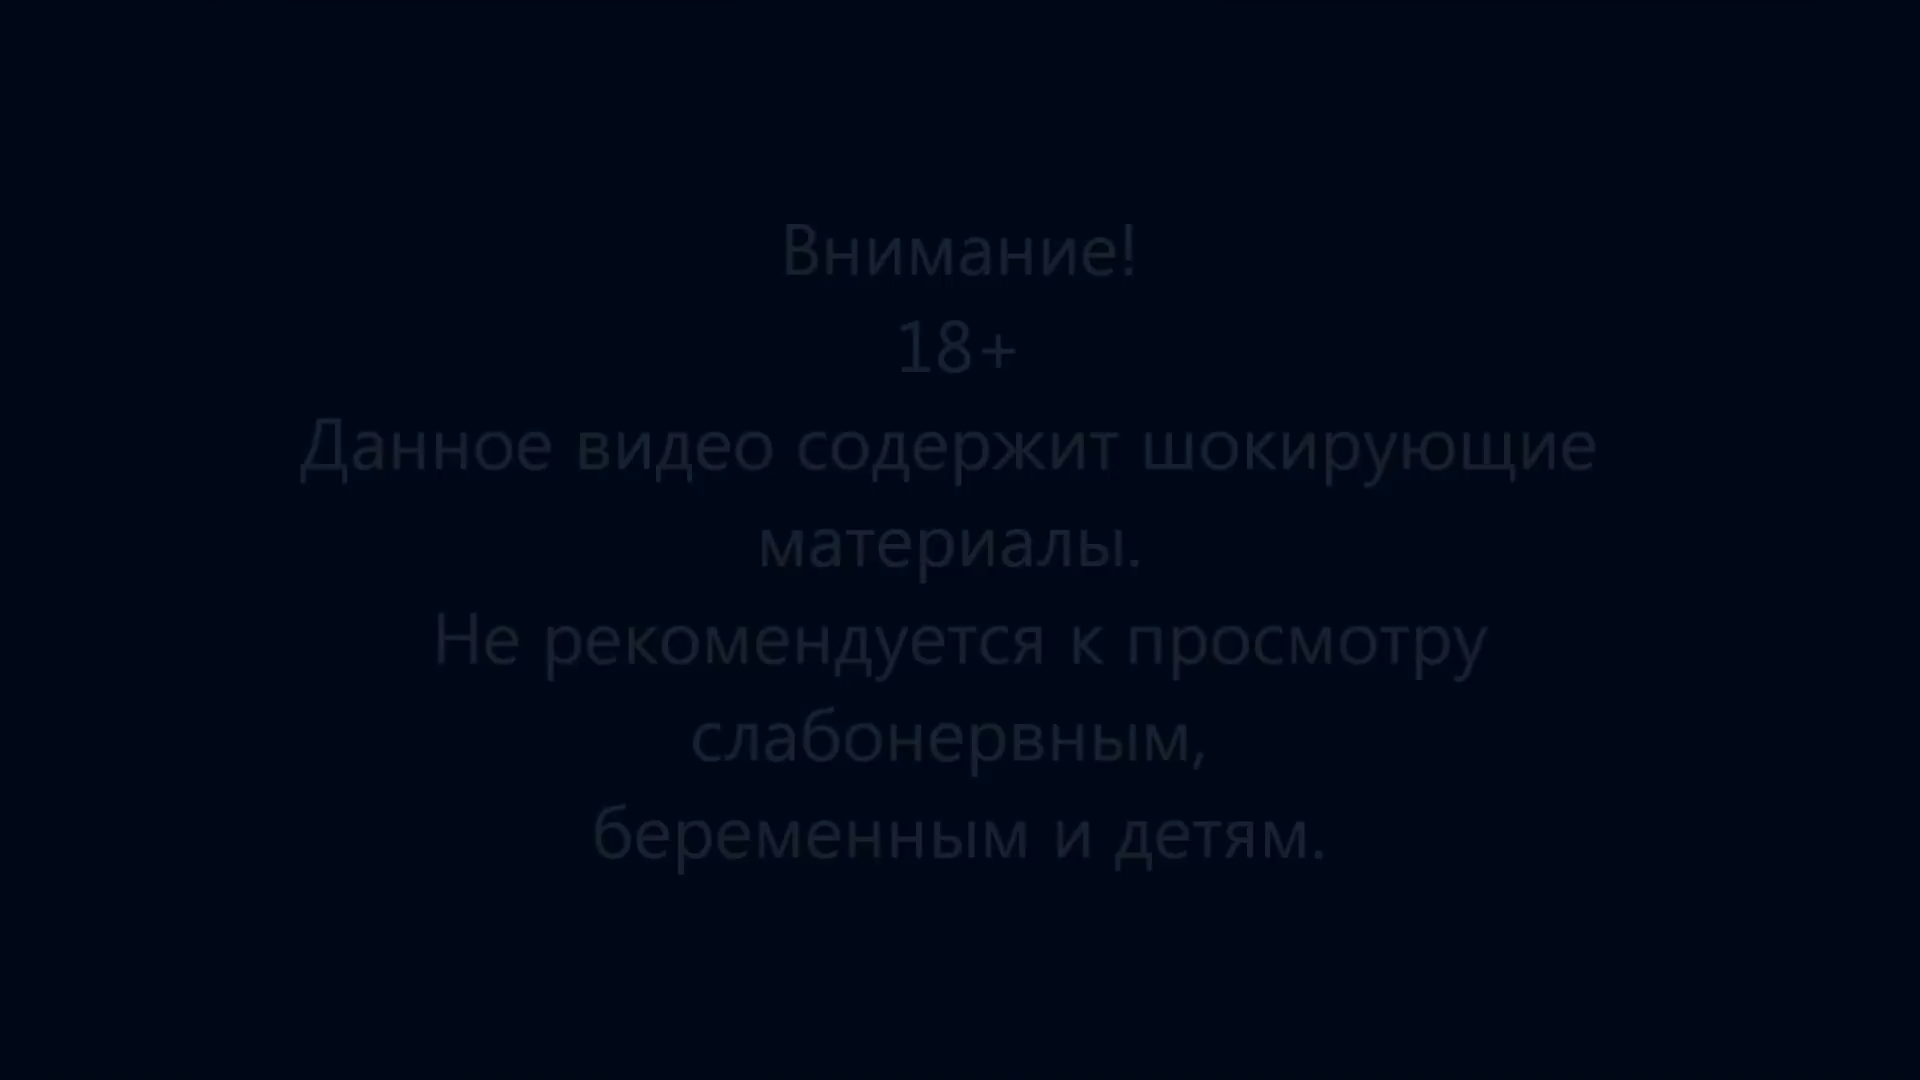 Внимание!
18+
Данное видео содержит шокирующие
материалы.
Не рекомендуется к просмотру
слабонервным,
беременным и детям.